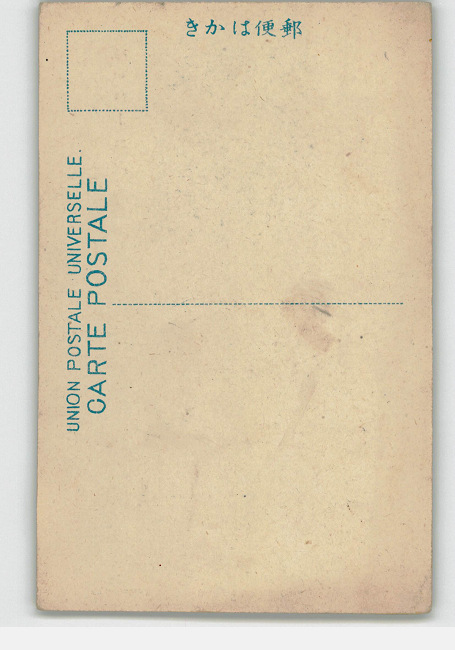 郵便はかき
UNION POSTALE UNIVERSELLE.
CARTE POSTALE